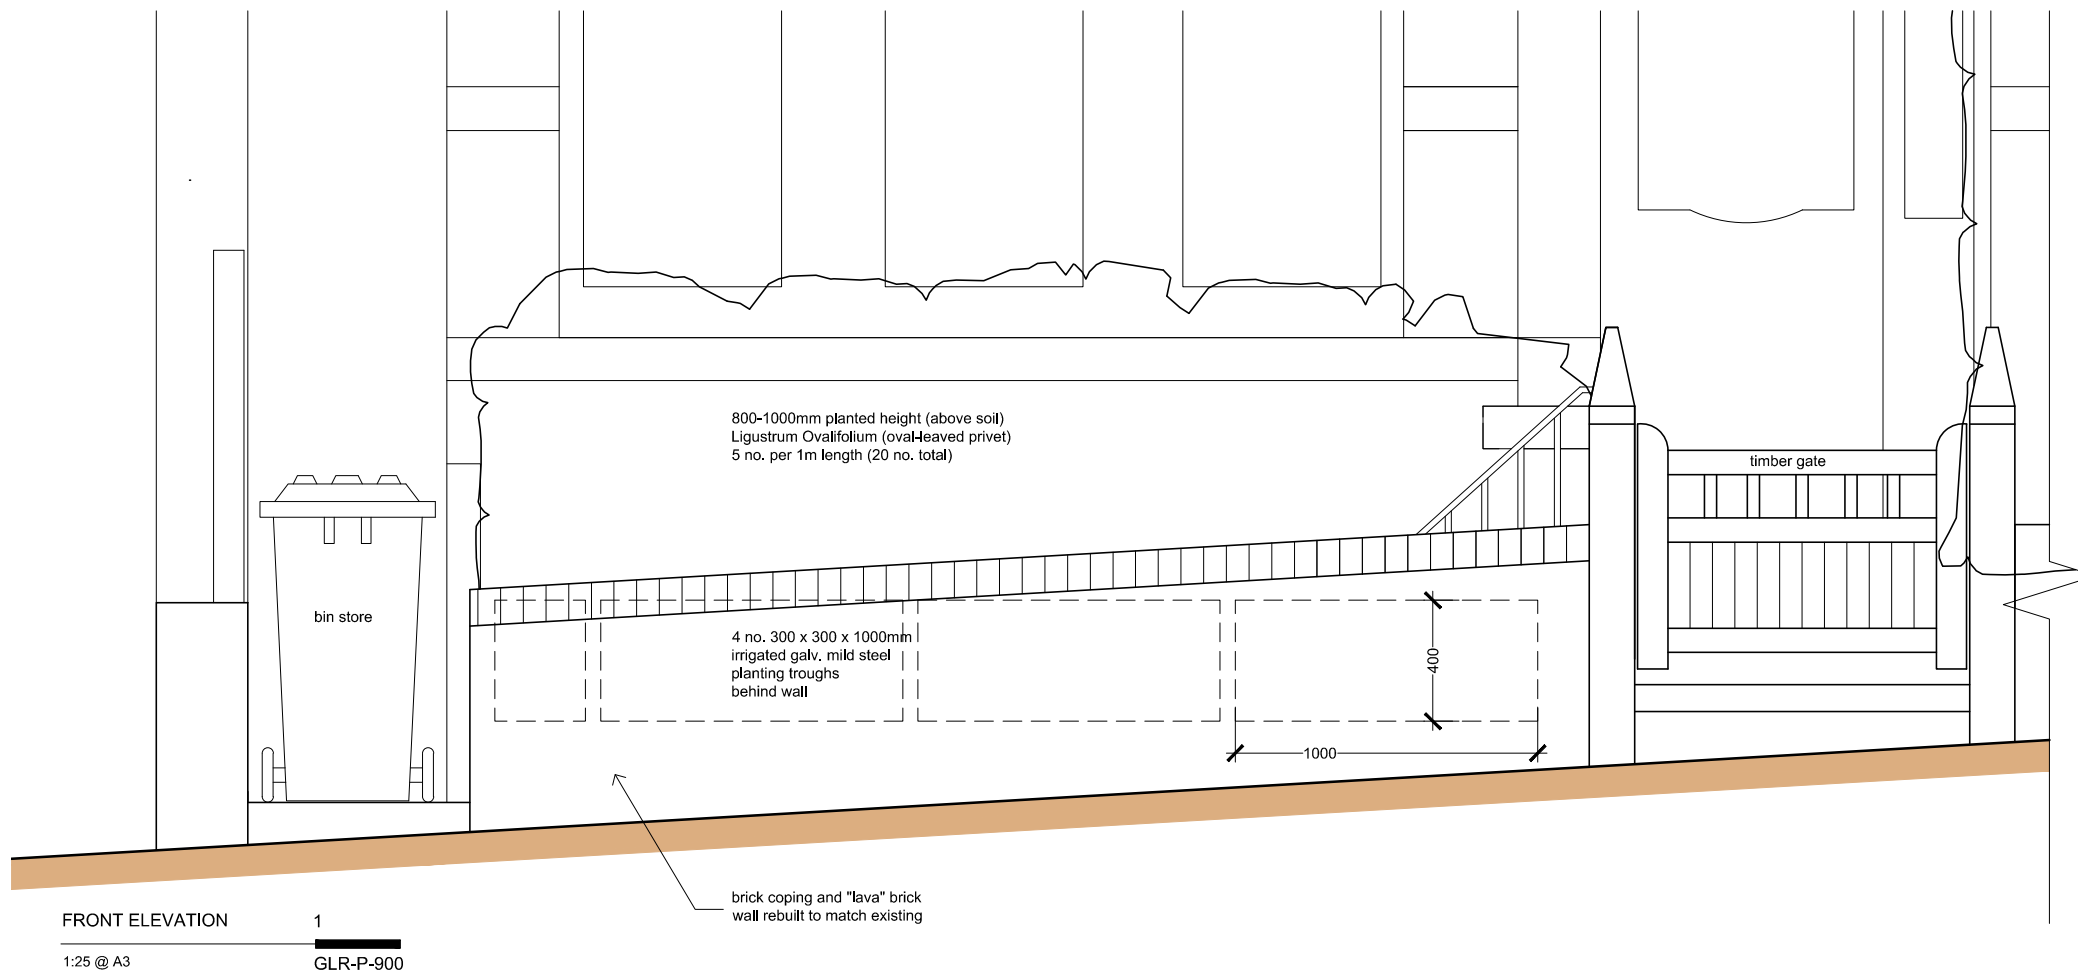 800-1000mm planted height (above soil)
Ligustrum Ovalifolium (oval-leaved privet)
5 no. per 1m length (20 no. total)
timber gate
bin store
4 no. 300 x 300 x 1000mm
irrigated galv. mild steel
planting troughs
behind wall
400
1000
brick coping and "lava" brick
wall rebuilt to match existing
FRONT ELEVATION 1
1:25 @ A3 GLR-P-900